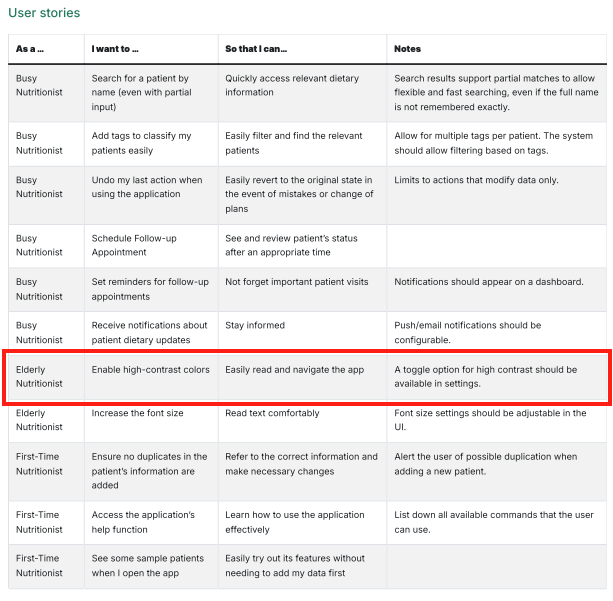 User stories
As a ... I want to ... So that I can... Notes
Busy Search for a patient by Quickly access relevant dietary Search results support partial matches to allow
Nutritionist name (even with partial information flexible and fast searching, even if the full name
input) is not remembered exactly.
Busy Add tags to classify my Easily filter and find the relevant Allow for multiple tags per patient. The system
Nutritionist patients easily patients should allow filtering based on tags.
Busy Undo my last action when Easily revert to the original state in Limits to actions that modify data only.
Nutritionist using the application the event of mistakes or change of
plans
Busy Schedule Follow-up See and review patient's status
Nutritionist Appointment after an appropriate time
Busy Set reminders for follow-up Not forget important patient visits Notifications should appear on a dashboard.
Nutritionist appointments
Busy Receive notifications about Stay informed Push/email notifications should be
Nutritionist patient dietary updates configurable.
Elderly Enable high-contrast colors Easily read and navigate the app A toggle option for high contrast should be
Nutritionist available in settings.
Elderly Increase the font size Read text comfortably Font size settings should be adjustable in the
Nutritionist UI.
First-Time Ensure no duplicates in the Refer to the correct information and Alert the user of possible duplication when
Nutritionist patient's information are make necessary changes adding a new patient.
added
First-Time Access the application's Learn how to use the application List down all available commands that the user
Nutritionist help function effectively can use.
First-Time See some sample patients Easily try out its features without
Nutritionist when I open the app needing to add my data first